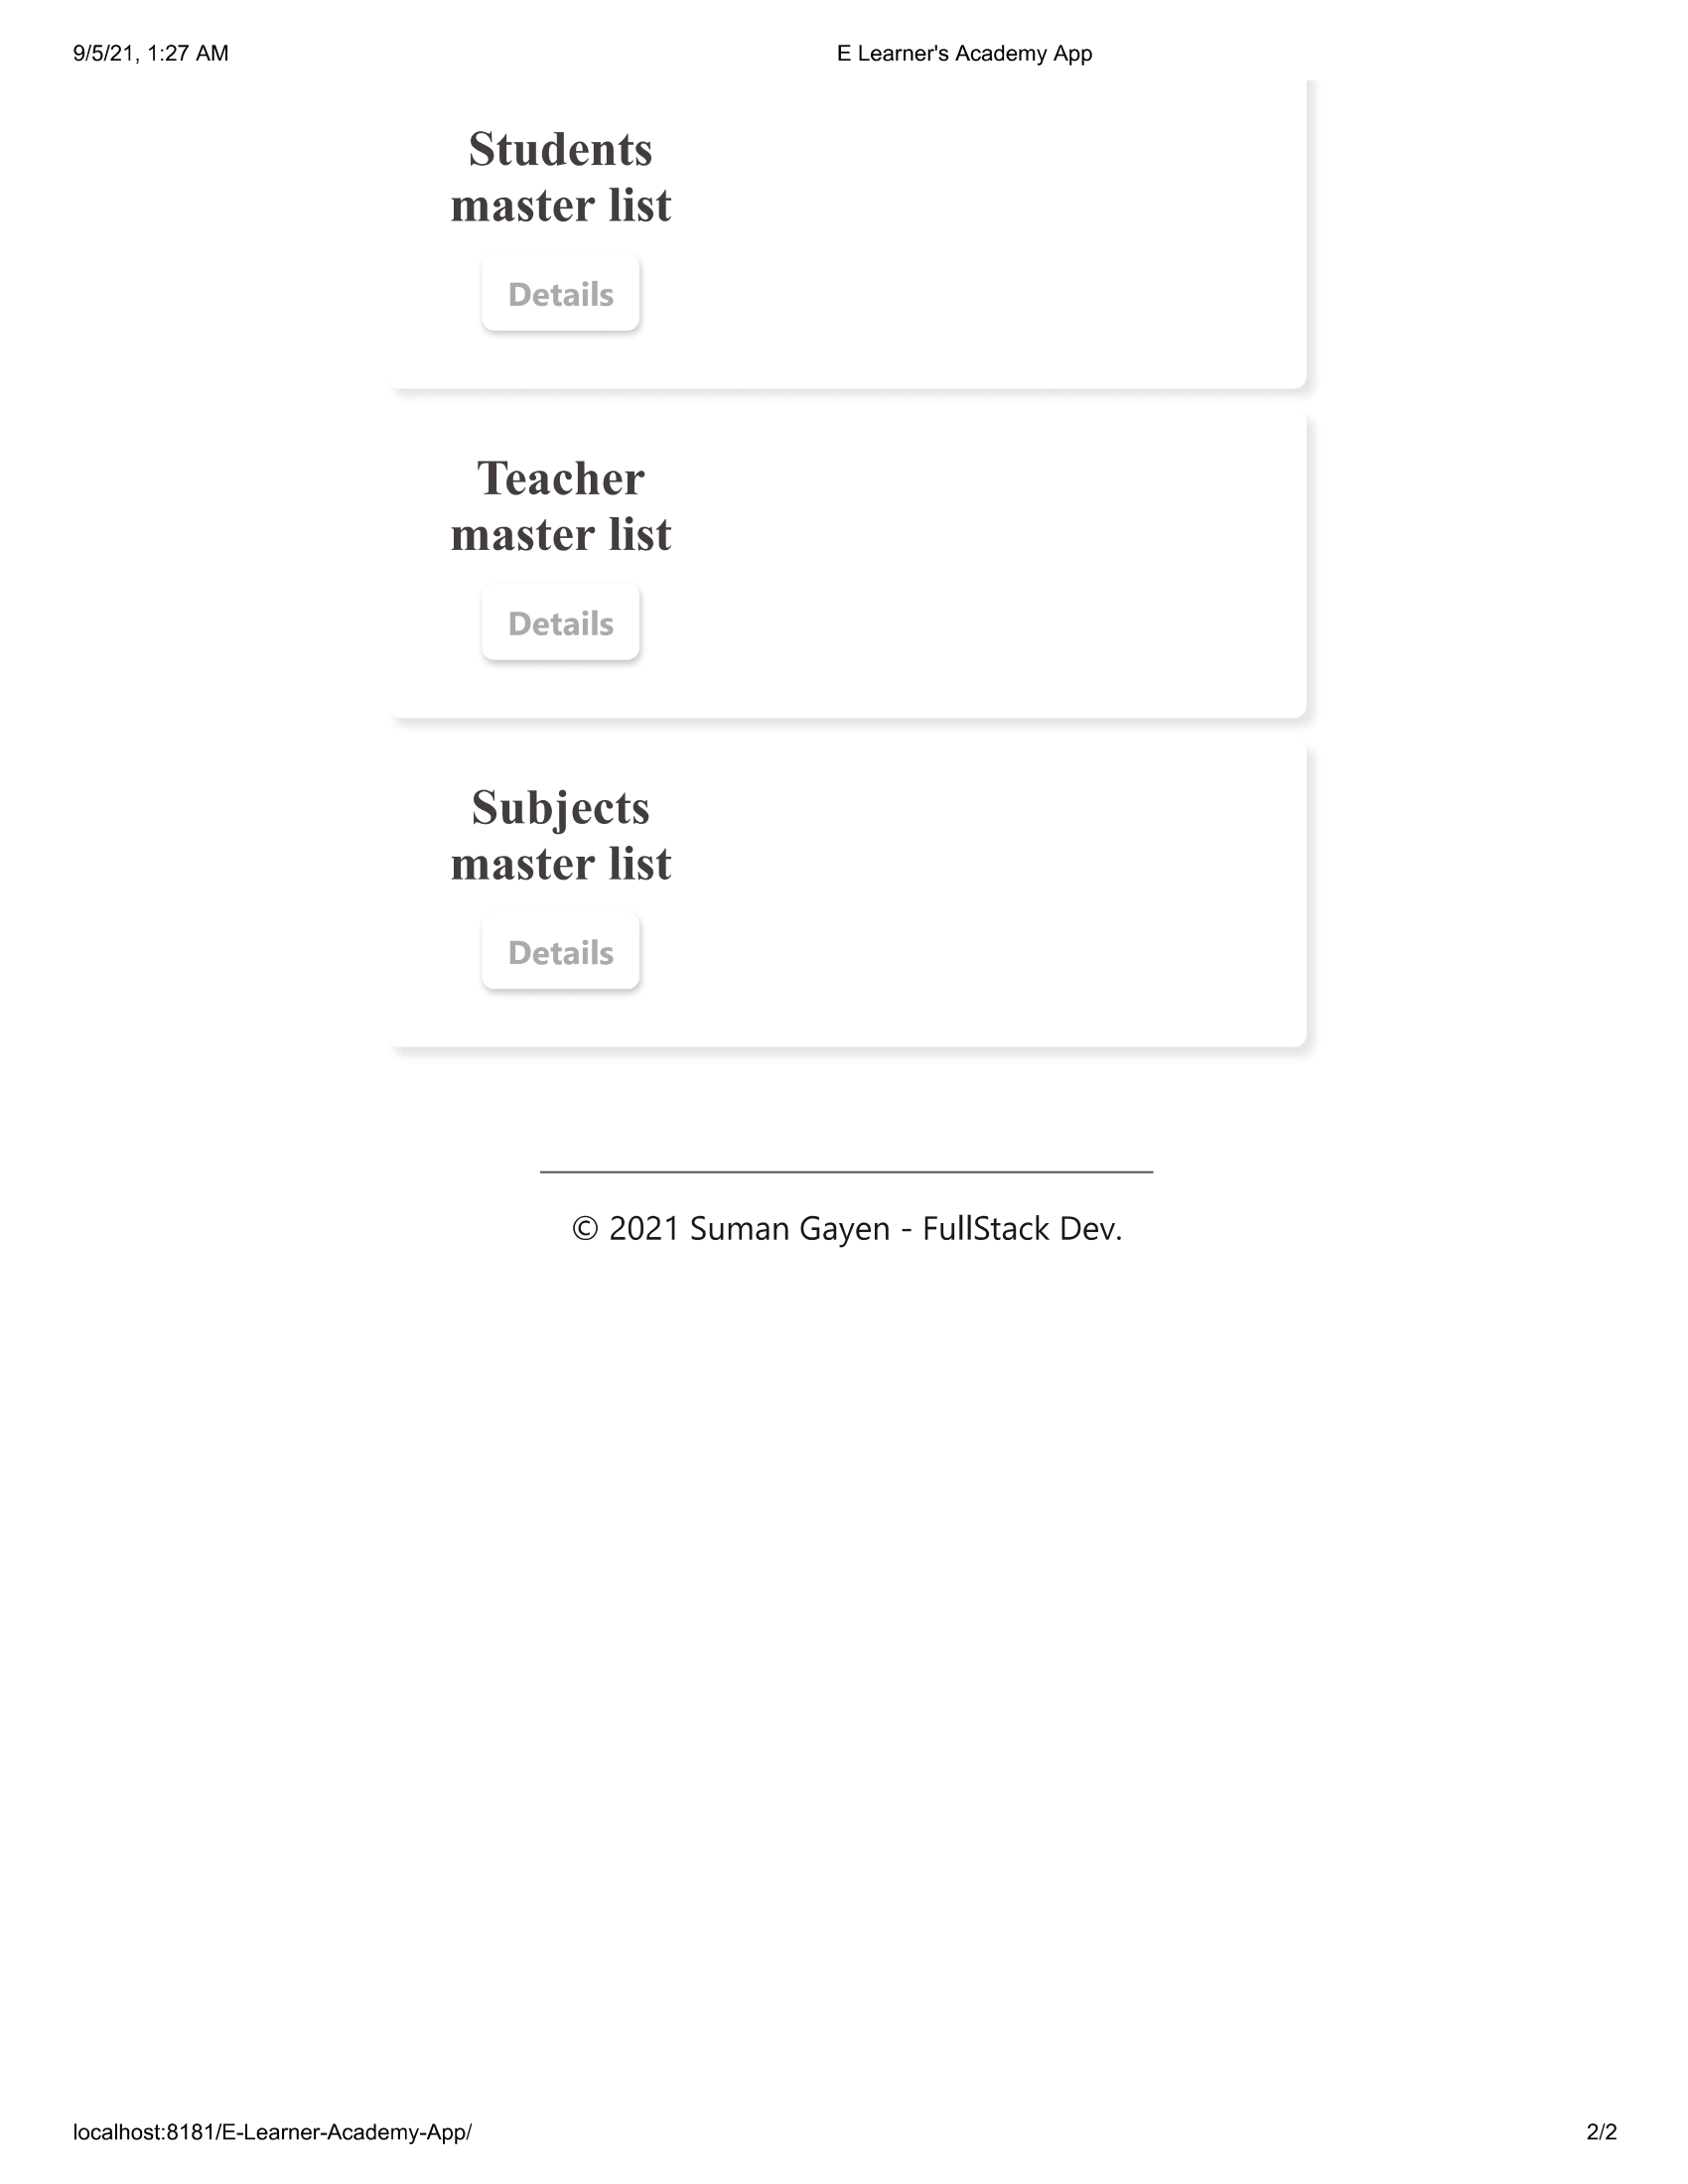 9/5/21, 1:27 AM
E Learner's Academy App
Students
master list
Details
Teacher
master list
Details
Subjects
master list
Details
© 2021 Suman Gayen - FullStack Dev.
localhost:8181/E-Learner-Academy-App/
2/2